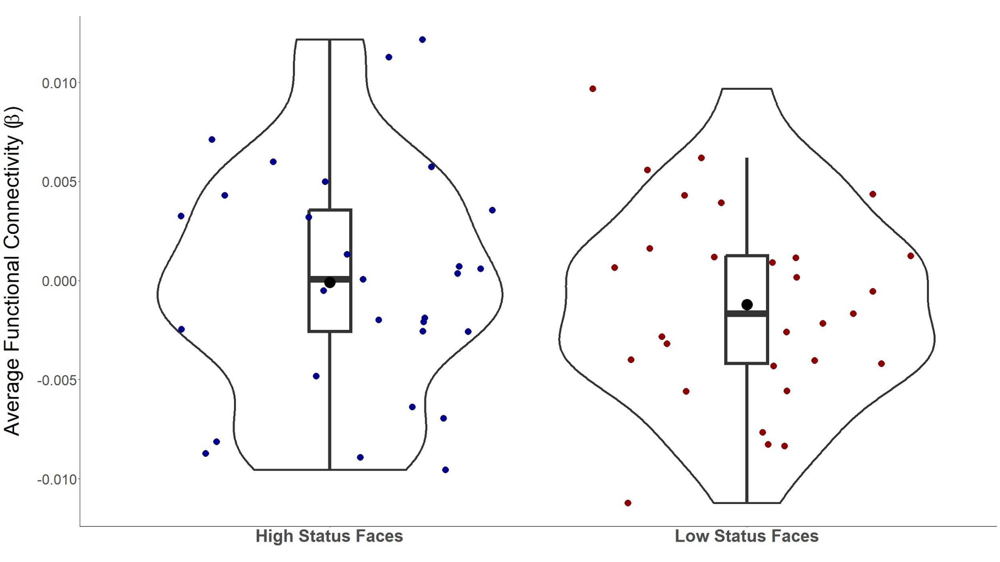 Average Functional Connectivity (β)
0.010
0.005
0.000
-0.005
-0.010
High Status Faces
Low Status Faces